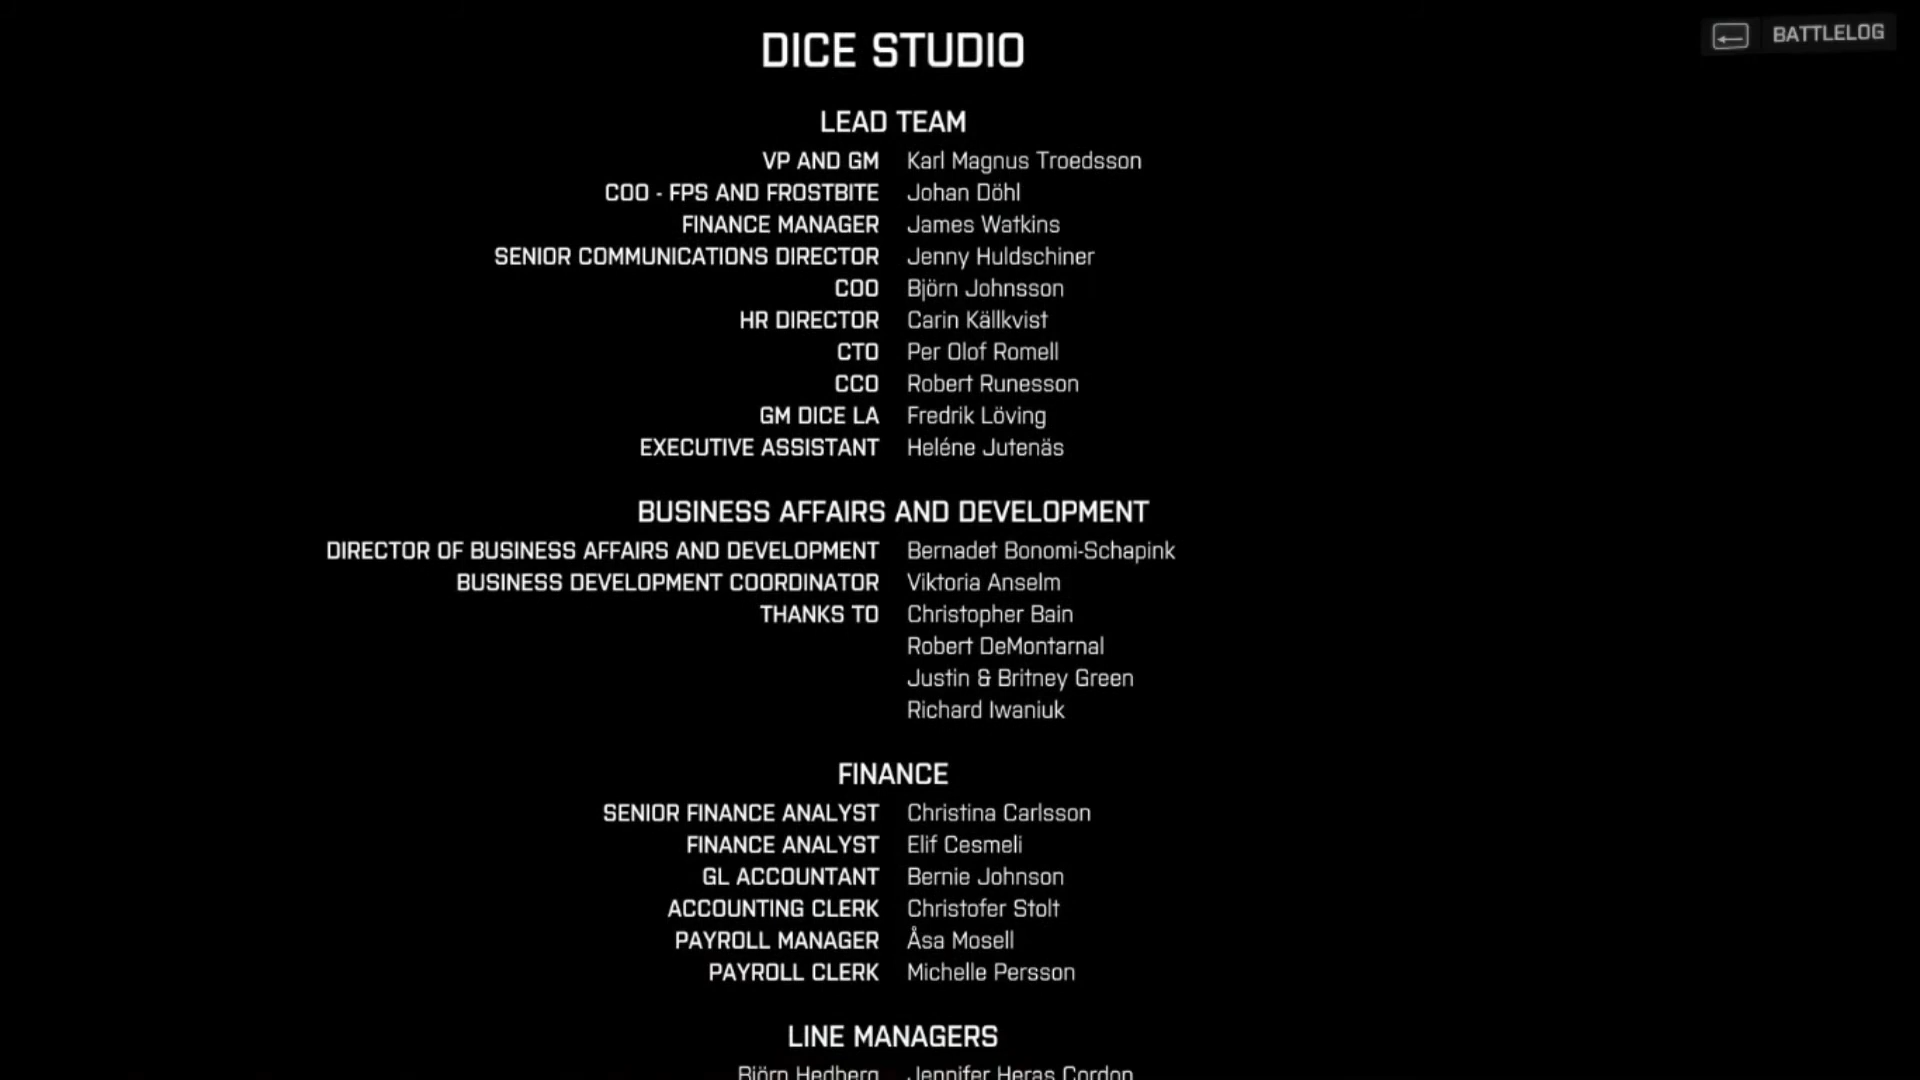 DICE STUDIO
BATTLELOG
LEAD TEAM
VP AND GM Karl Magnus Troedsson
COO - FPS AND FROSTBITE Johan Döhl
FINANCE MANAGER James Watkins
SENIOR COMMUNICATIONS DIRECTOR Jenny Huldschiner
COO Björn Johnsson
HR DIRECTOR Carin Källkvist
CTO Per Olof Romell
CCO Robert Runesson
GM DICE LA Fredrik Löving
EXECUTIVE ASSISTANT Heléne Jutenäs
BUSINESS AFFAIRS AND DEVELOPMENT
DIRECTOR OF BUSINESS AFFAIRS AND DEVELOPMENT Bernadet Bonomi-Schapink
BUSINESS DEVELOPMENT COORDINATOR Viktoria Anselm
THANKS TO Christopher Bain
Robert DeMontarnal
Justin & Britney Green
Richard Iwaniuk
FINANCE
SENIOR FINANCE ANALYST Christina Carlsson
FINANCE ANALYST Elif Cesmeli
GL ACCOUNTANT Bernie Johnson
ACCOUNTING CLERK Christofer Stolt
PAYROLL MANAGER Åsa Mosell
PAYROLL CLERK Michelle Persson
LINE MANAGERS
Björn Hedberg Jennifer Heras Cordon